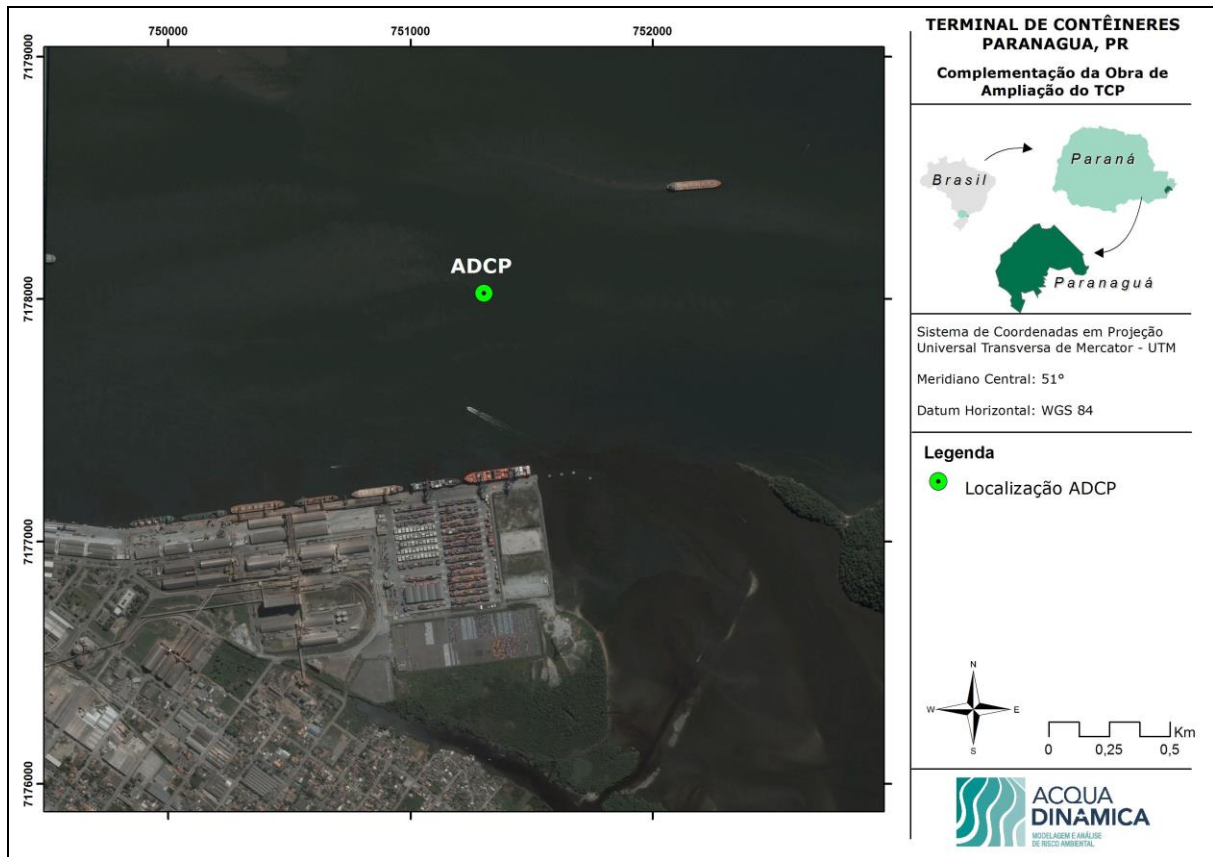 TERMINAL DE CONTÊINERES
PARANAGUA, PR
Complementação da Obra de
Ampliação do TCP
750000
751000
752000
7179000
7178000
7177000
7176000
ADCP
Brasil
Paraná
Paranaguá
Sistema de Coordenadas em Projeção
Universal Transversa de Mercator - UTM
Meridiano Central: 51º
Datum Horizontal: WGS 84
Legenda
Localização ADCP
N
W
E
S
Km
0
0,25
0,5
ACQUA
DINÂMICA
MODELAGEM E ANÁLISE
DE RISCO AMBIENTAL